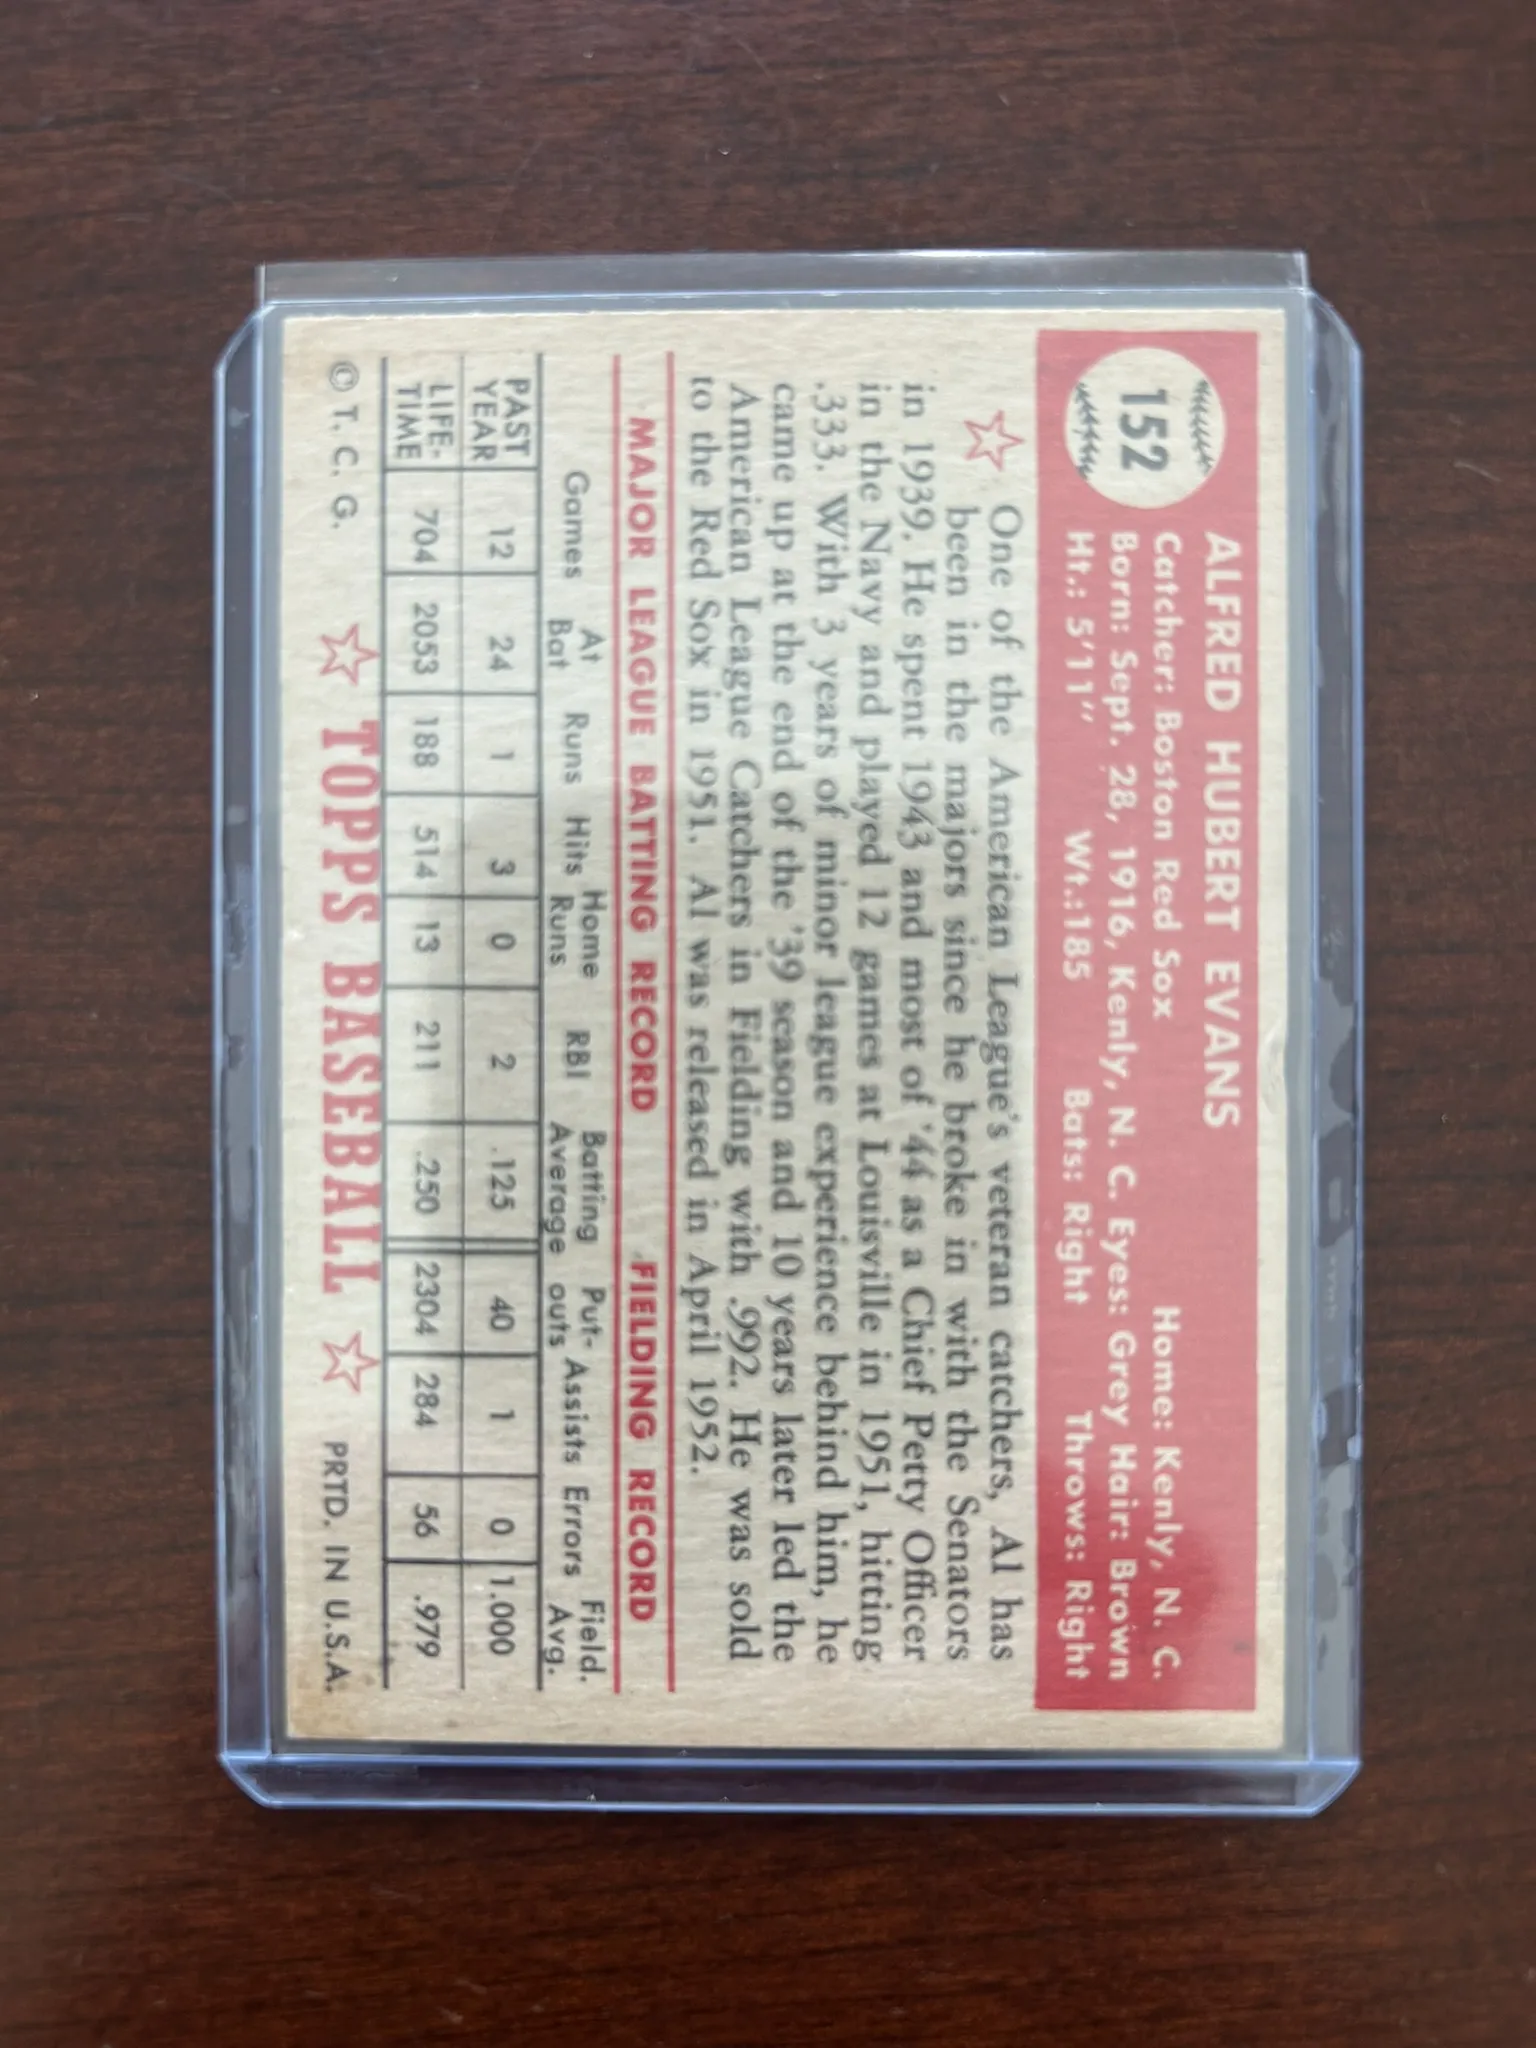 152
ALFRED HUBERT EVANS
Catcher: Boston Red Sox Home: Kenly, N. C.
Born: Sept. 28, 1916, Kenly, N. C. Eyes: Grey Hair: Brown
Ht.: 5'11" Wt.:185 Bats: Right Throws: Right
One of the American League's veteran catchers, Al has
been in the majors since he broke in with the Senators
in 1939. He spent 1943 and most of '44 as a Chief Petty Officer
in the Navy and played 12 games at Louisville in 1951, hitting
.333. With 3 years of minor league experience behind him, he
came up at the end of the '39 season and 10 years later led the
American League Catchers in Fielding with .992. He was sold
to the Red Sox in 1951. Al was released in April 1952.
MAJOR LEAGUE BATTING RECORD FIELDING RECORD
Games At Bat Runs Hits Home Runs RBI Batting Average Put-outs Assists Errors Field. Avg.
PAST YEAR 12 24 1 3 0 2 .125 40 1 0 1.000
LIFE-TIME 704 2053 188 514 13 211 .250 2304 284 56 .979
© T. C. G. TOPPS BASEBALL PRTD. IN U.S.A.